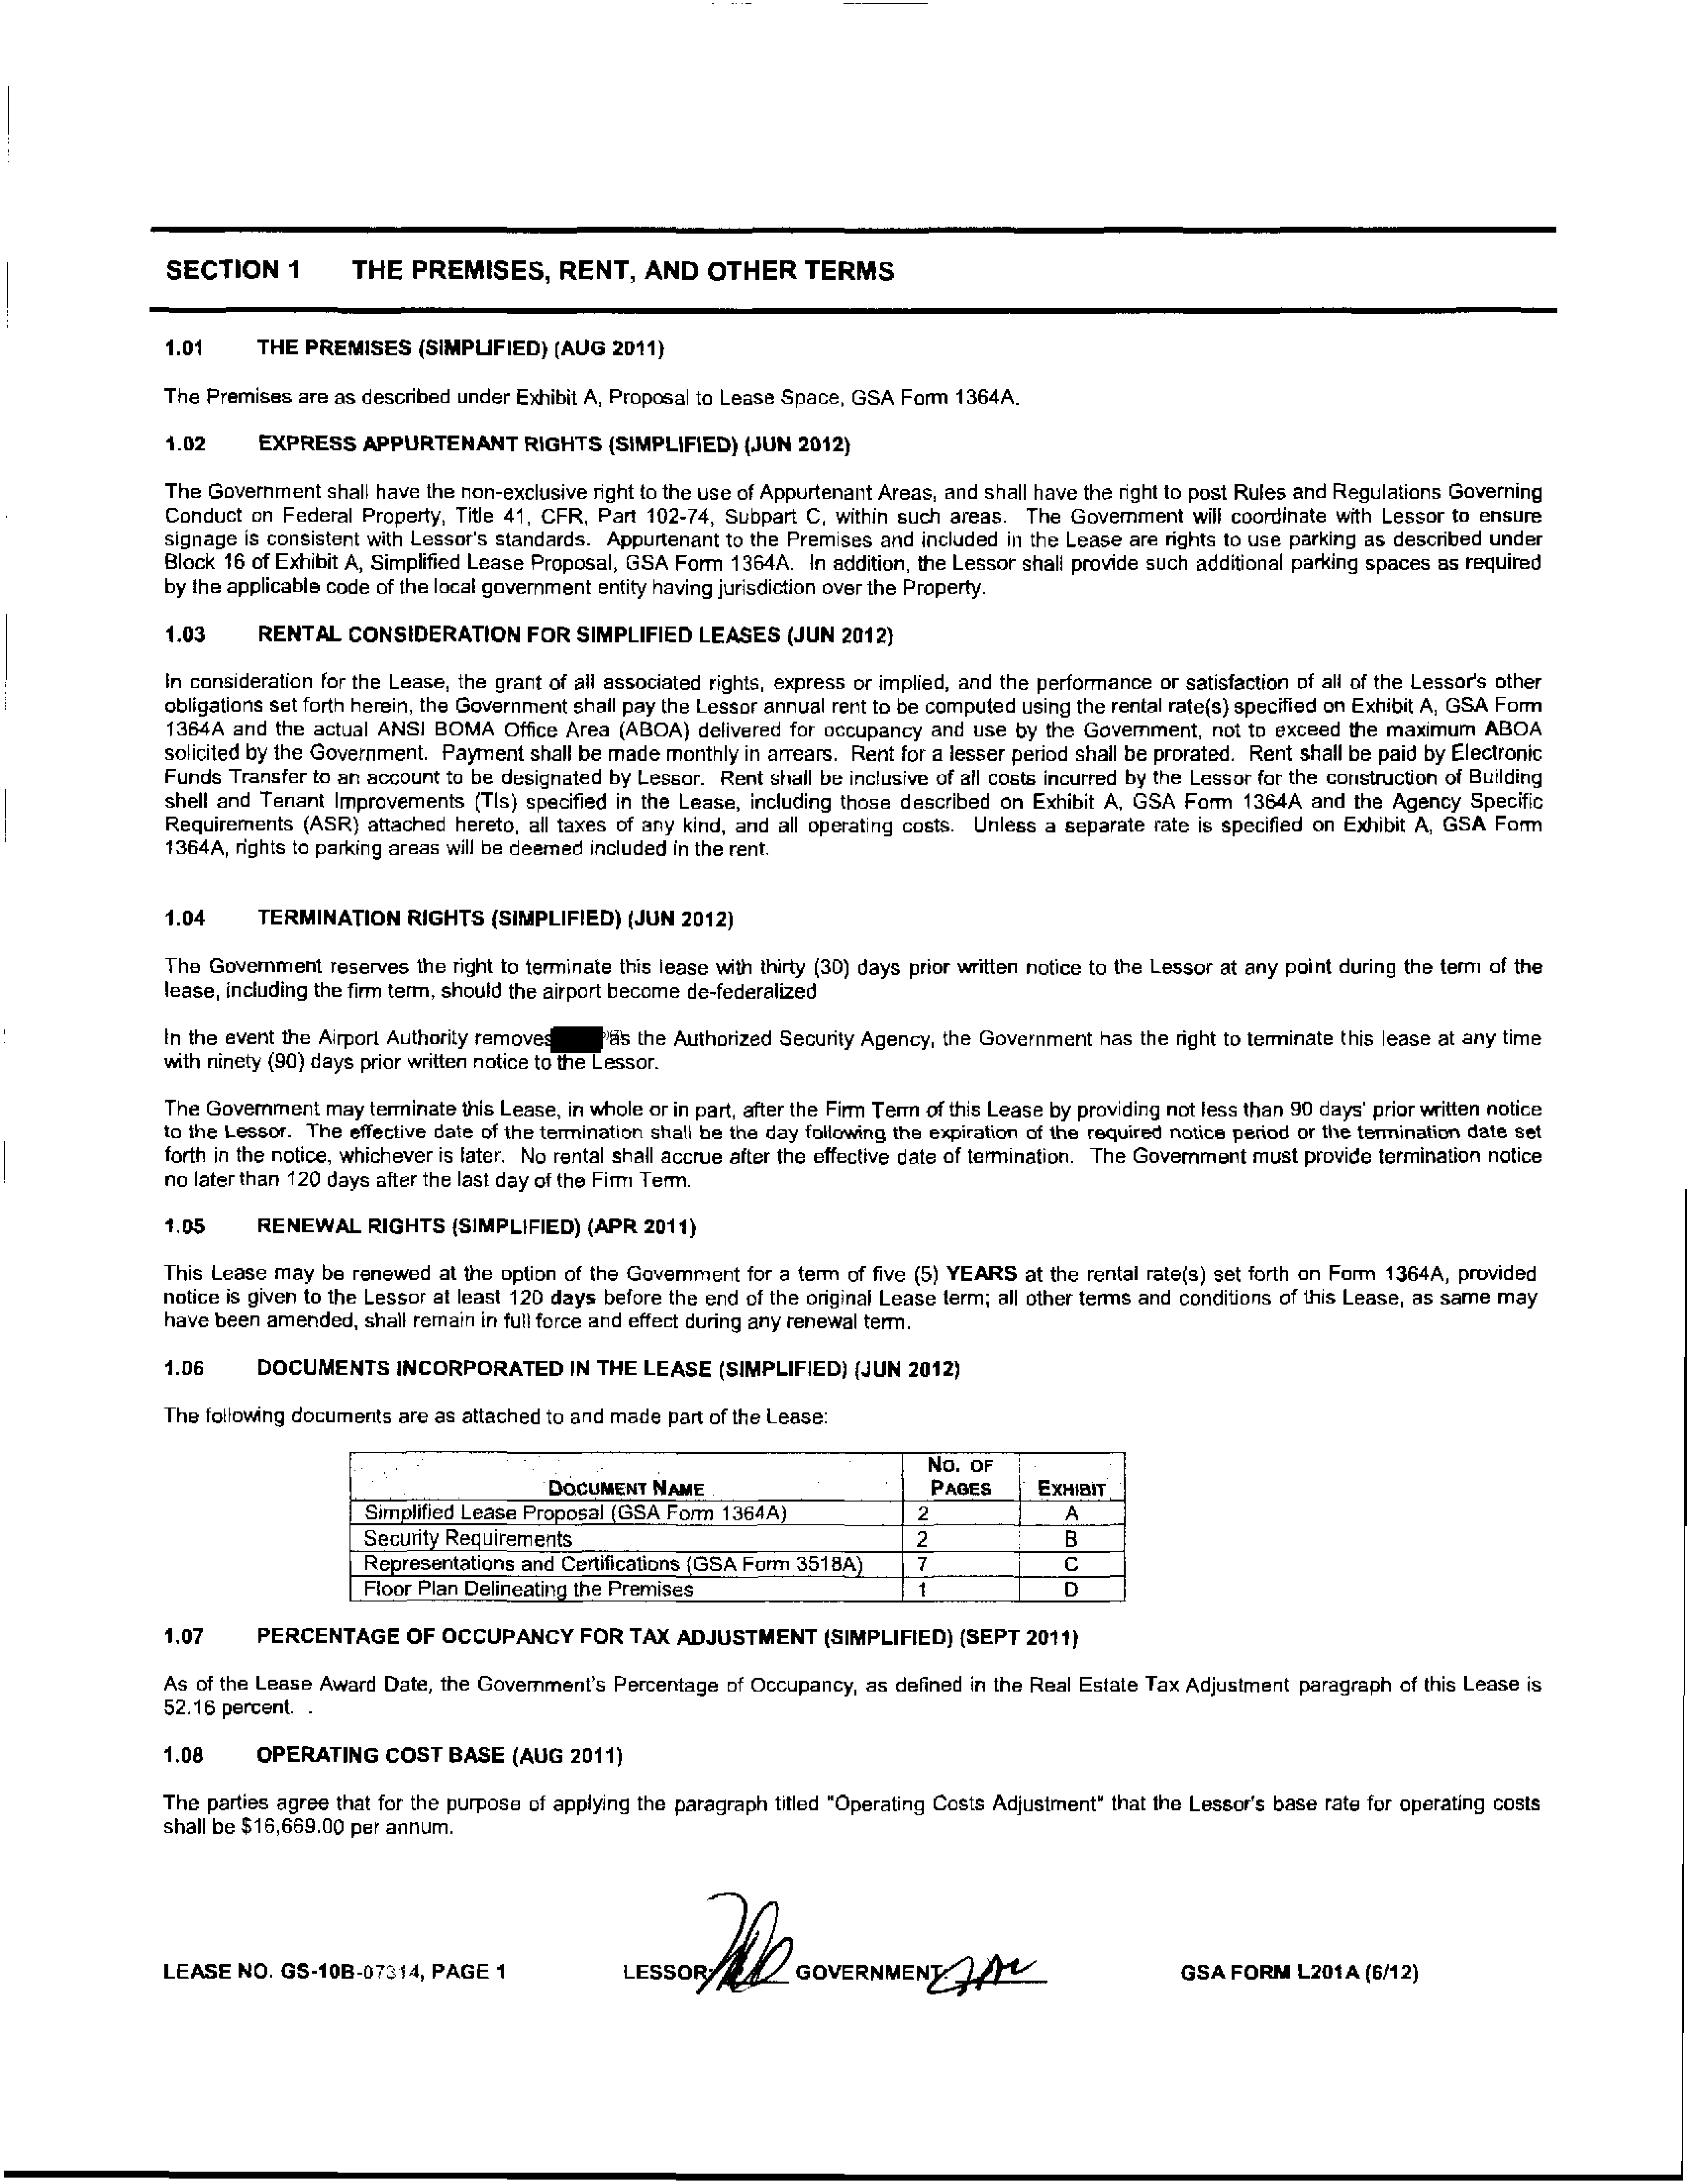 SECTION 1 THE PREMISES, RENT, AND OTHER TERMS
1.01 THE PREMISES (SIMPLIFIED) (AUG 2011)
The Premises are as described under Exhibit A, Proposal to Lease Space, GSA Form 1364A.
1.02 EXPRESS APPURTENANT RIGHTS (SIMPLIFIED) (JUN 2012)
The Government shall have the non-exclusive right to the use of Appurtenant Areas, and shall have the right to post Rules and Regulations Governing
Conduct on Federal Property, Title 41, CFR, Part 102-74, Subpart C, within such areas. The Government will coordinate with Lessor to ensure
signage is consistent with Lessor's standards. Appurtenant to the Premises and included in the Lease are rights to use parking as described under
Block 16 of Exhibit A, Simplified Lease Proposal, GSA Form 1364A. In addition, the Lessor shall provide such additional parking spaces as required
by the applicable code of the local government entity having jurisdiction over the Property.
1.03 RENTAL CONSIDERATION FOR SIMPLIFIED LEASES (JUN 2012)
In consideration for the Lease, the grant of all associated rights, express or implied, and the performance or satisfaction of all of the Lessor's other
obligations set forth herein, the Government shall pay the Lessor annual rent to be computed using the rental rate(s) specified on Exhibit A, GSA Form
1364A and the actual ANSI BOMA Office Area (ABOA) delivered for occupancy and use by the Government, not to exceed the maximum ABOA
solicited by the Government. Payment shall be made monthly in arrears. Rent for a lesser period shall be prorated. Rent shall be paid by Electronic
Funds Transfer to an account to be designated by Lessor. Rent shall be inclusive of all costs incurred by the Lessor for the construction of Building
shell and Tenant Improvements (TIs) specified in the Lease, including those described on Exhibit A, GSA Form 1364A and the Agency Specific
Requirements (ASR) attached hereto, all taxes of any kind, and all operating costs. Unless a separate rate is specified on Exhibit A, GSA Form
1364A, rights to parking areas will be deemed included in the rent.
1.04 TERMINATION RIGHTS (SIMPLIFIED) (JUN 2012)
The Government reserves the right to terminate this lease with thirty (30) days prior written notice to the Lessor at any point during the term of the
lease, including the firm term, should the airport become de-federalized
In the event the Airport Authority removes as the Authorized Security Agency, the Government has the right to terminate this lease at any time
with ninety (90) days prior written notice to the Lessor.
The Government may terminate this Lease, in whole or in part, after the Firm Term of this Lease by providing not less than 90 days' prior written notice
to the Lessor. The effective date of the termination shall be the day following the expiration of the required notice period or the termination date set
forth in the notice, whichever is later. No rental shall accrue after the effective date of termination. The Government must provide termination notice
no later than 120 days after the last day of the Firm Term.
1.05 RENEWAL RIGHTS (SIMPLIFIED) (APR 2011)
This Lease may be renewed at the option of the Government for a term of five (5) YEARS at the rental rate(s) set forth on Form 1364A, provided
notice is given to the Lessor at least 120 days before the end of the original Lease term; all other terms and conditions of this Lease, as same may
have been amended, shall remain in full force and effect during any renewal term.
1.06 DOCUMENTS INCORPORATED IN THE LEASE (SIMPLIFIED) (JUN 2012)
The following documents are as attached to and made part of the Lease:
DOCUMENT NAME NO. OF PAGES EXHIBIT
Simplified Lease Proposal (GSA Form 1364A) 2 A
Security Requirements 2 B
Representations and Certifications (GSA Form 3518A) 7 C
Floor Plan Delineating the Premises 1 D
1.07 PERCENTAGE OF OCCUPANCY FOR TAX ADJUSTMENT (SIMPLIFIED) (SEPT 2011)
As of the Lease Award Date, the Government's Percentage of Occupancy, as defined in the Real Estate Tax Adjustment paragraph of this Lease is
52.16 percent. .
1.08 OPERATING COST BASE (AUG 2011)
The parties agree that for the purpose of applying the paragraph titled "Operating Costs Adjustment" that the Lessor's base rate for operating costs
shall be $16,669.00 per annum.
LEASE NO. GS-10B-07314, PAGE 1 LESSOR: GOVERNMENT: GSA FORM L201A (6/12)